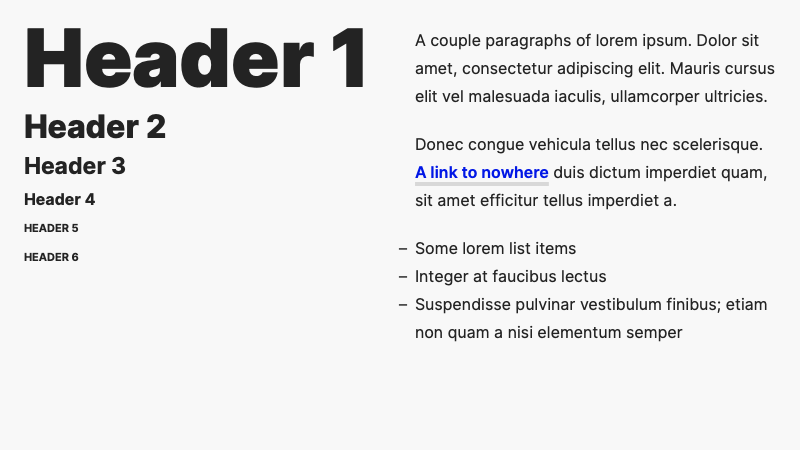 Header 1
Header 2
Header 3
Header 4
HEADER 5
HEADER 6
A couple paragraphs of lorem ipsum. Dolor sit
amet, consectetur adipiscing elit. Mauris cursus
elit vel malesuada iaculis, ullamcorper ultricies.
Donec congue vehicula tellus nec scelerisque.
A link to nowhere duis dictum imperdiet quam,
sit amet efficitur tellus imperdiet a.
– Some lorem list items
– Integer at faucibus lectus
– Suspendisse pulvinar vestibulum finibus; etiam
non quam a nisi elementum semper